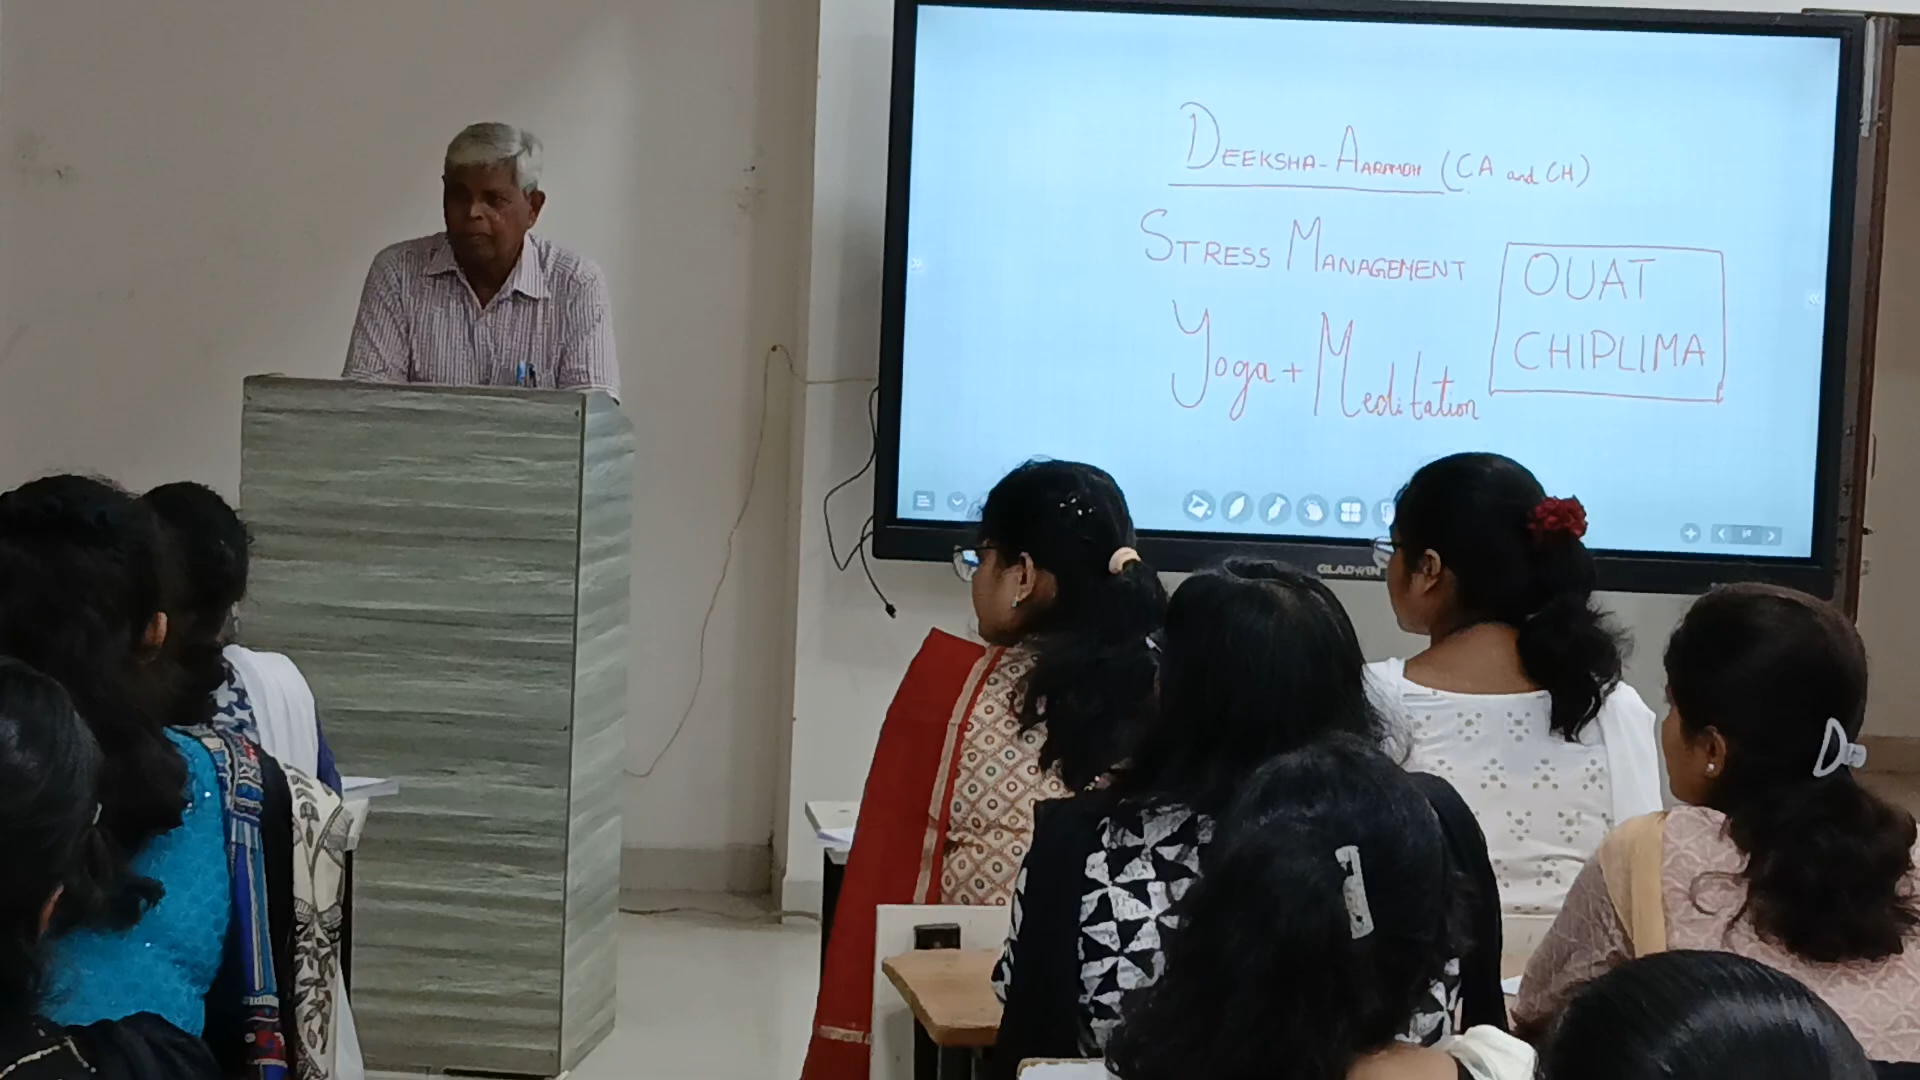 DEEKSHA-AARAMBH (CA and CH)
STRESS MANAGEMENT
Yoga + Meditation
OUAT
CHIPLIMA
GLADWIN